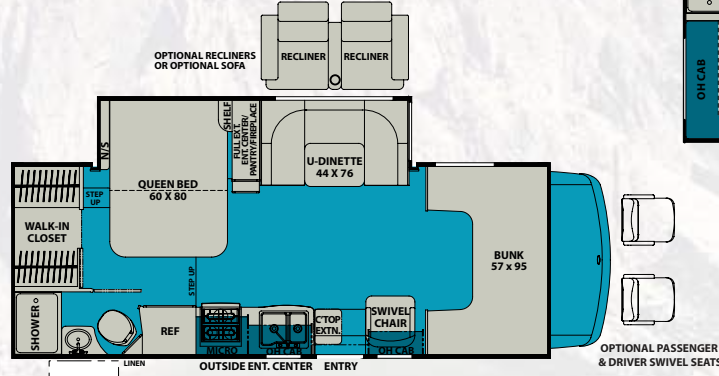 OPTIONAL RECLINERS
OR OPTIONAL SOFA
RECLINER
RECLINER
OH CAB
N/S
SHELF
FULL EXT.
ENT. CENTER/
PANTRY/FIREPLACE
U-DINETTE
44 X 76
QUEEN BED
60 X 80
STEP
UP
WALK-IN
CLOSET
BUNK
57 x 95
STEP UP
SHOWER
REF
MICRO
OH CAB
C'TOP
EXTN.
SWIVEL
CHAIR
OH CAB
LINEN
OUTSIDE ENT. CENTER
ENTRY
OPTIONAL PASSENGER
& DRIVER SWIVEL SEATS